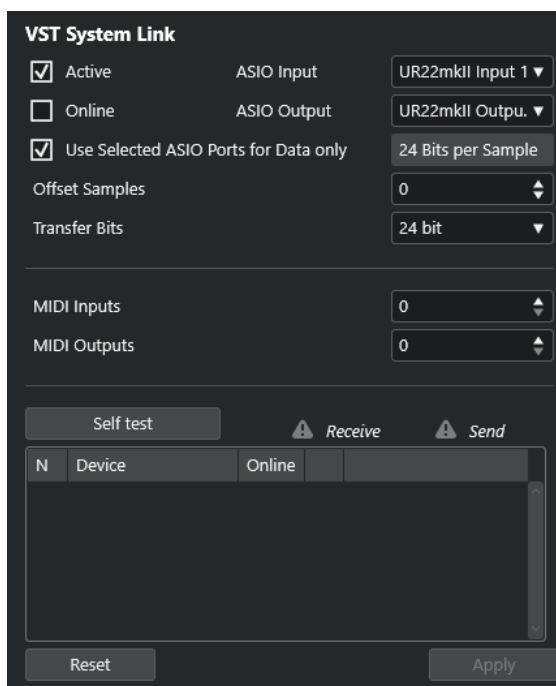 VST System Link
Active ASIO Input UR22mkII Input 1
Online ASIO Output UR22mkII Outpu.
Use Selected ASIO Ports for Data only 24 Bits per Sample
Offset Samples 0
Transfer Bits 24 bit
MIDI Inputs 0
MIDI Outputs 0
Self test Receive Send
N Device Online
Reset Apply